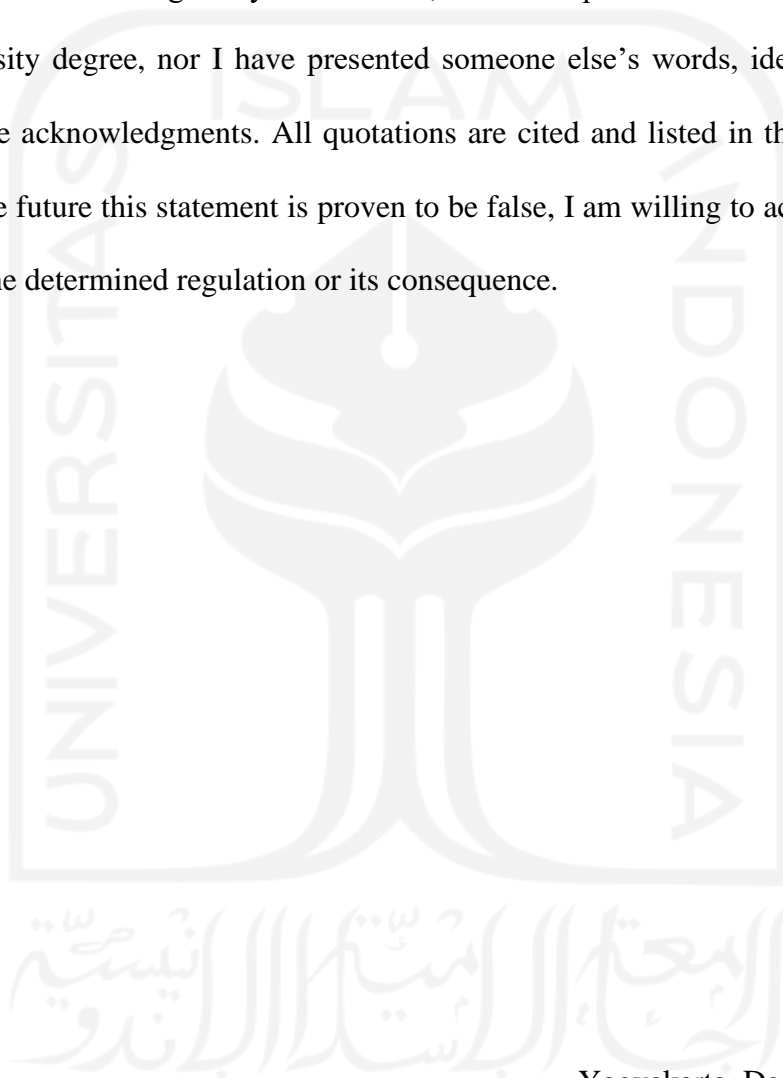 sity degree, nor I have presented someone else's words, ide
e acknowledgments. All quotations are cited and listed in th
e future this statement is proven to be false, I am willing to ac
ne determined regulation or its consequence.
ISLAM
UNIVERSITAS
INDONESIA